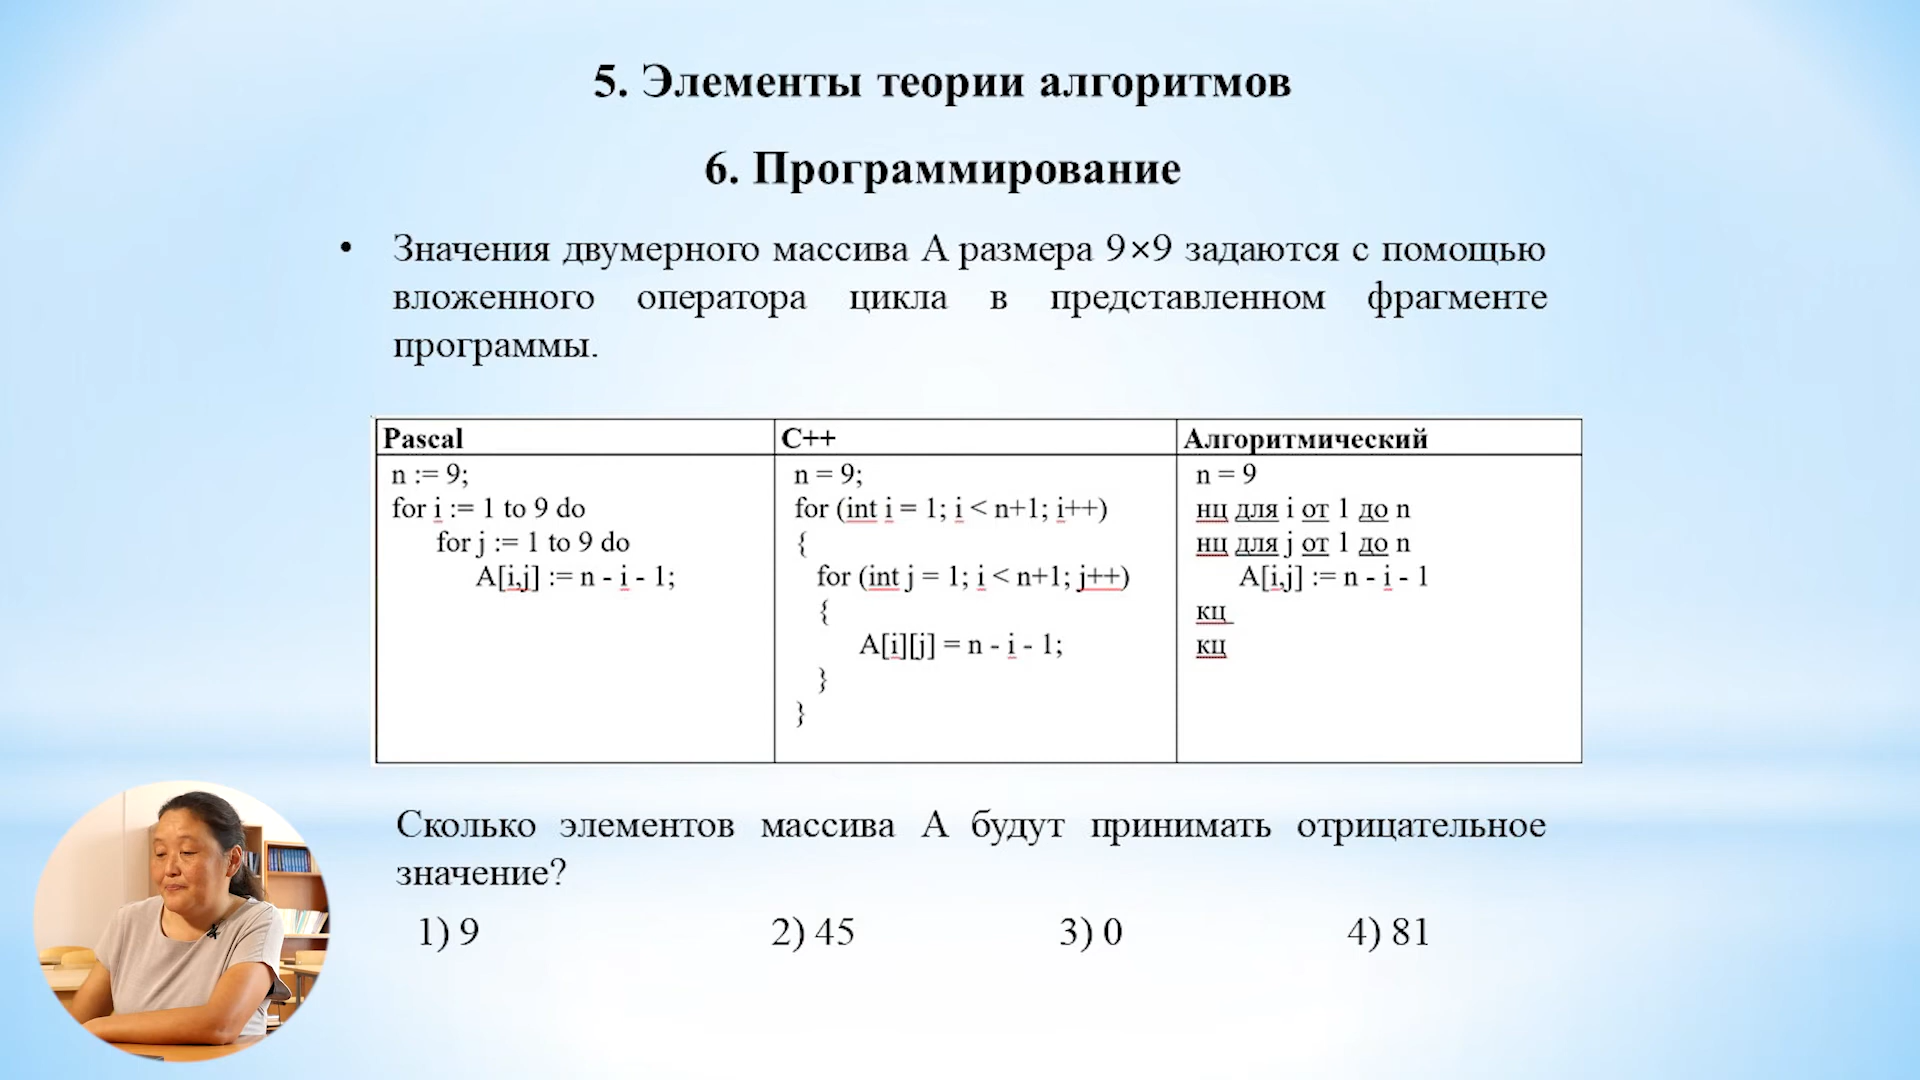 5. Элементы теории алгоритмов
6. Программирование
• Значения двумерного массива А размера 9×9 задаются с помощью
вложенного оператора цикла в представленном фрагменте
программы.
Pascal
n := 9;
for i := 1 to 9 do
for j := 1 to 9 do
A[i,j] := n - i - 1;
C++
n = 9;
for (int i = 1; i < n+1; i++)
{
for (int j = 1; i < n+1; j++)
{
A[i][j] = n - i - 1;
}
}
Алгоритмический
n = 9
нц для i от 1 до n
нц для j от 1 до n
A[i,j] := n - i - 1
кц
кц
Сколько элементов массива А будут принимать отрицательное
значение?
1) 9 2) 45 3) 0 4) 81